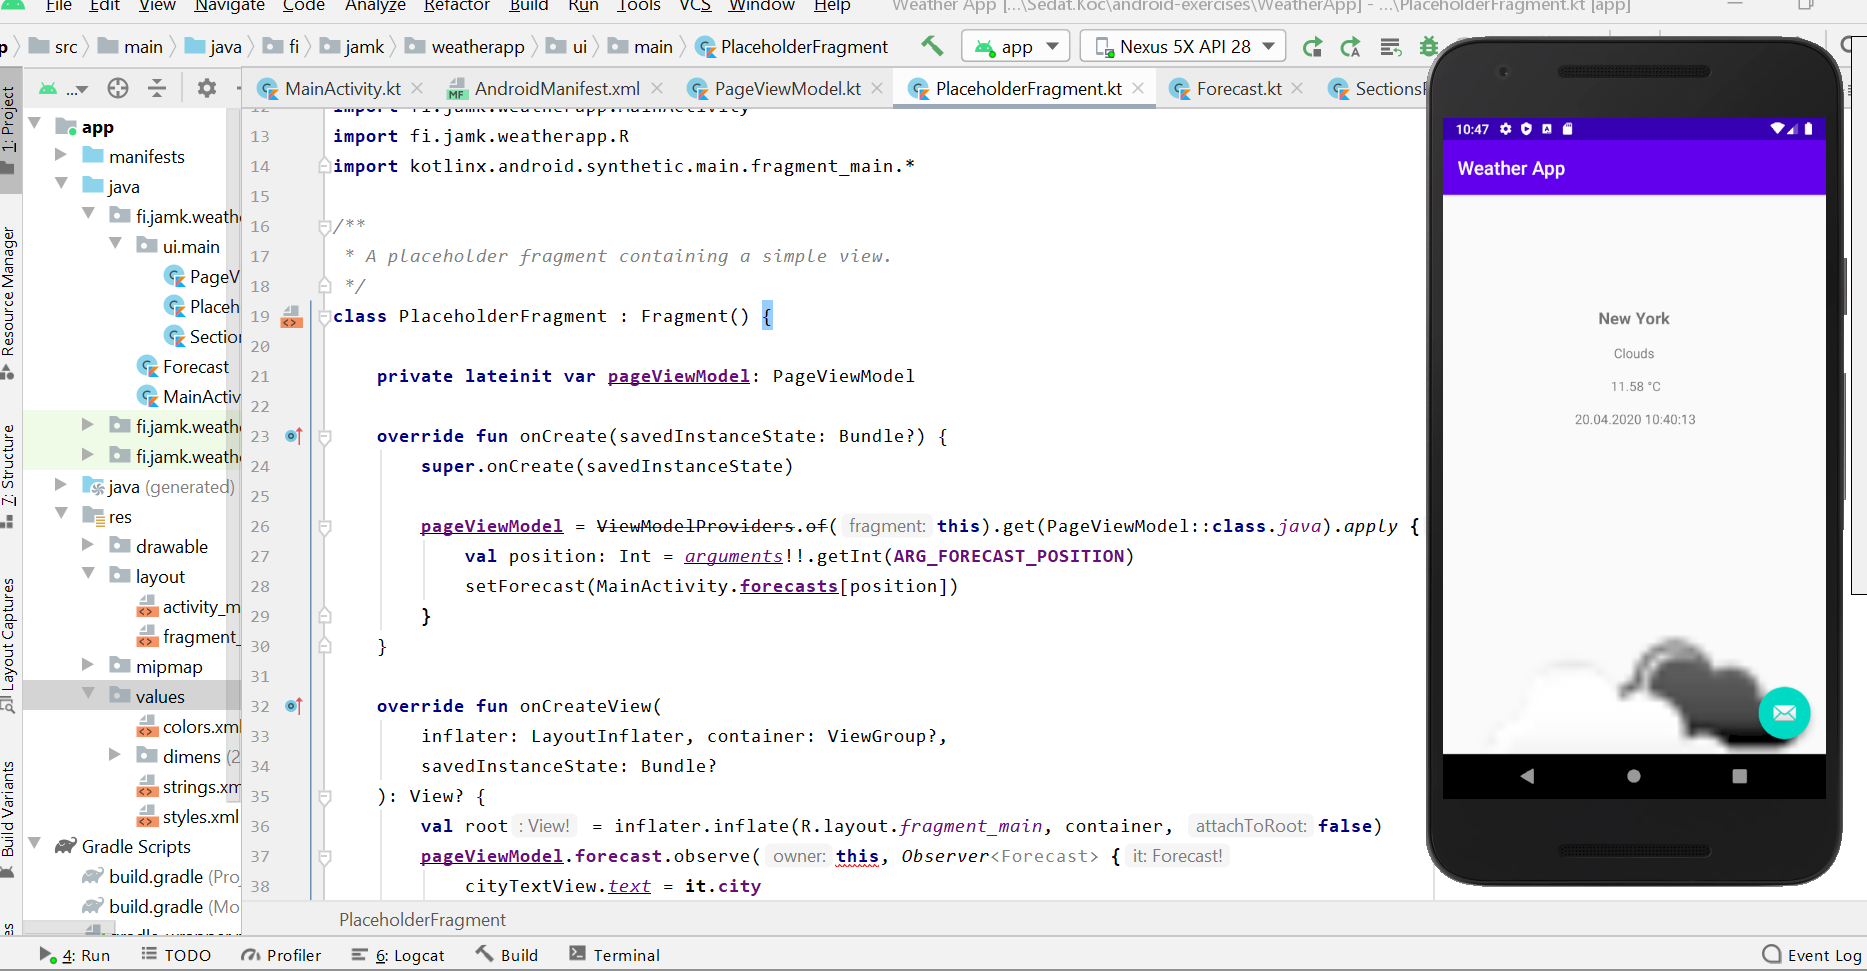 File Edit View Navigate Code Analyze Refactor Build Run Tools VCS Window Help Weather App [...\Sedat.Koc\android-exercises\WeatherApp] - ...\PlaceholderFragment.kt [app]
p src main java fi jamk weatherapp ui main PlaceholderFragment app Nexus 5X API 28
... MainActivity.kt AndroidManifest.xml PageViewModel.kt PlaceholderFragment.kt Forecast.kt SectionsP
1: Project
Resource Manager
7: Structure
Layout Captures
Build Variants
app
manifests
java
fi.jamk.weath
ui.main
PageV
Placeh
Section
Forecast
MainActiv
fi.jamk.weath
fi.jamk.weath
java (generated)
res
drawable
layout
activity_m
fragment_
mipmap
values
colors.xml
dimens (2
strings.xm
styles.xml
Gradle Scripts
build.gradle (Pro
build.gradle (Mo
gradle-wrapper
12 import fi.jamk.weatherapp.MainActivity
13 import fi.jamk.weatherapp.R
14 import kotlinx.android.synthetic.main.fragment_main.*
15
16 /**
17 * A placeholder fragment containing a simple view.
18 */
19 class PlaceholderFragment : Fragment() {
20
21 private lateinit var pageViewModel: PageViewModel
22
23 override fun onCreate(savedInstanceState: Bundle?) {
24 super.onCreate(savedInstanceState)
25
26 pageViewModel = ViewModelProviders.of( fragment: this).get(PageViewModel::class.java).apply {
27 val position: Int = arguments!!.getInt(ARG_FORECAST_POSITION)
28 setForecast(MainActivity.forecasts[position])
29 }
30 }
31
32 override fun onCreateView(
33 inflater: LayoutInflater, container: ViewGroup?,
34 savedInstanceState: Bundle?
35 ): View? {
36 val root : View! = inflater.inflate(R.layout.fragment_main, container, attachToRoot: false)
37 pageViewModel.forecast.observe( owner: this, Observer<Forecast> { it: Forecast!
38 cityTextView.text = it.city
PlaceholderFragment
10:47
Weather App
New York
Clouds
11.58 °C
20.04.2020 10:40:13
4: Run TODO Profiler 6: Logcat Build Terminal Event Log